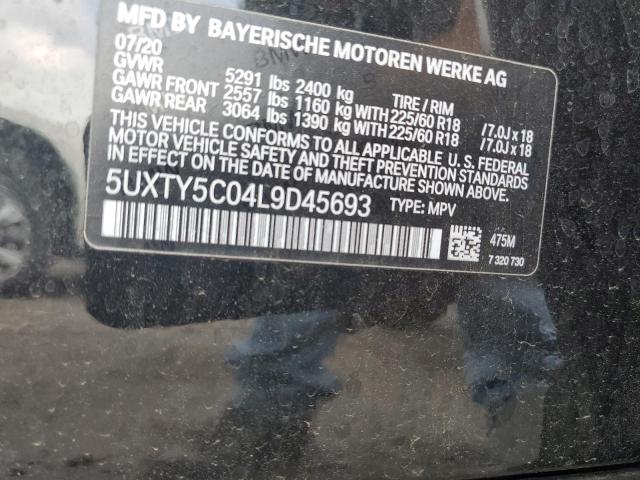 MFD BY BAYERISCHE MOTOREN WERKE AG
07/20
GVWR 5291 lbs 2400 kg TIRE / RIM
GAWR FRONT 2557 lbs 1160 kg WITH 225/60 R18 /7.0J x 18
GAWR REAR 3064 lbs 1390 kg WITH 225/60 R18 /7.0J x 18
THIS VEHICLE CONFORMS TO ALL APPLICABLE U.S. FEDERAL
MOTOR VEHICLE SAFETY AND THEFT PREVENTION STANDARDS
IN EFFECT ON THE DATE OF MANUFACTURE SHOWN ABOVE.
5UXTY5C04L9D45693 TYPE: MPV
475M
7 320 730